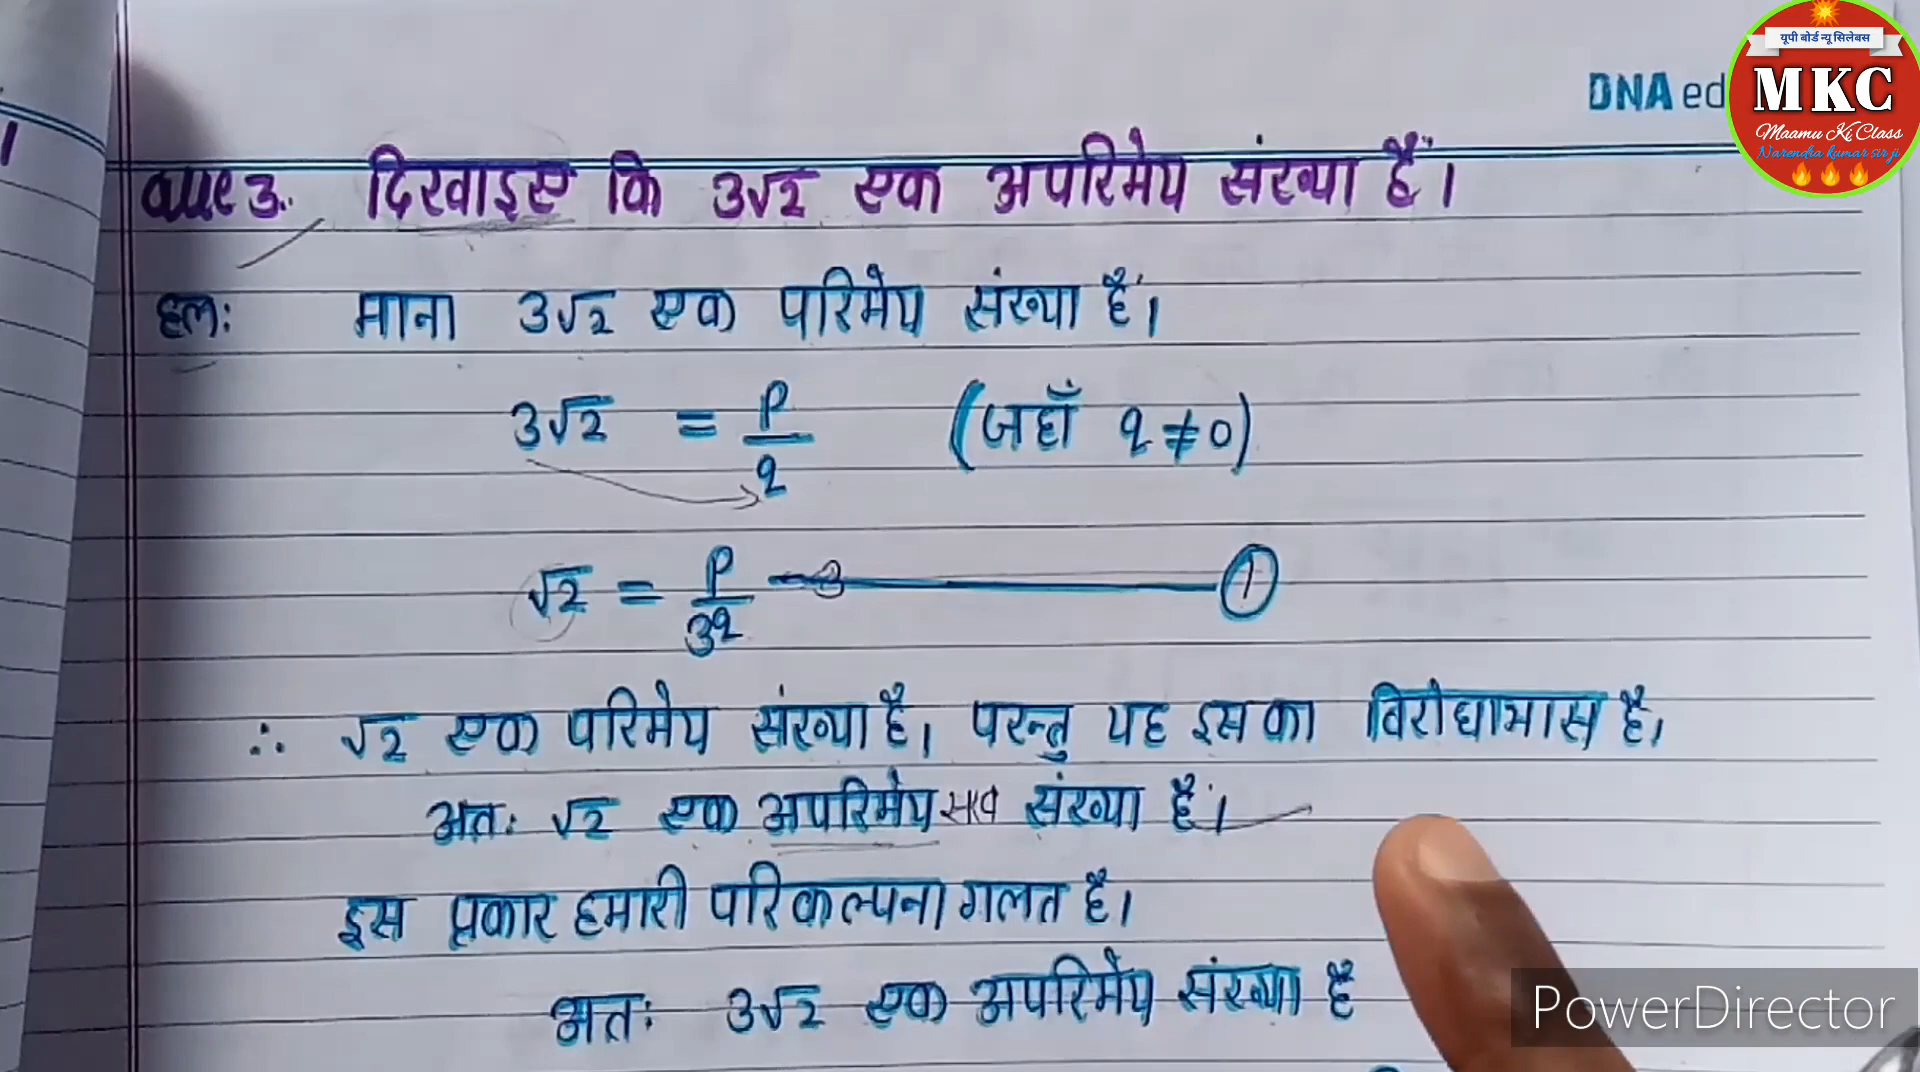 यूपी बोर्ड न्यू सिलेबस
MKC
Maamu Ki Class
Narendra kumar sir ji
DNA ed
Que 3. दिखाइए कि 3√2 एक अपरिमेय संख्या है।
हल: माना 3√2 एक परिमेय संख्या है।
3√2 = p/q (जहाँ q ≠ 0)
√2 = p/3q — 3 — ①
∴ √2 एक परिमेय संख्या है। परन्तु यह इसका विरोधाभास है।
अतः √2 एक अपरिमेय संख्या है।
इस प्रकार हमारी परिकल्पना गलत है।
अतः 3√2 एक अपरिमेय संख्या है
PowerDirector